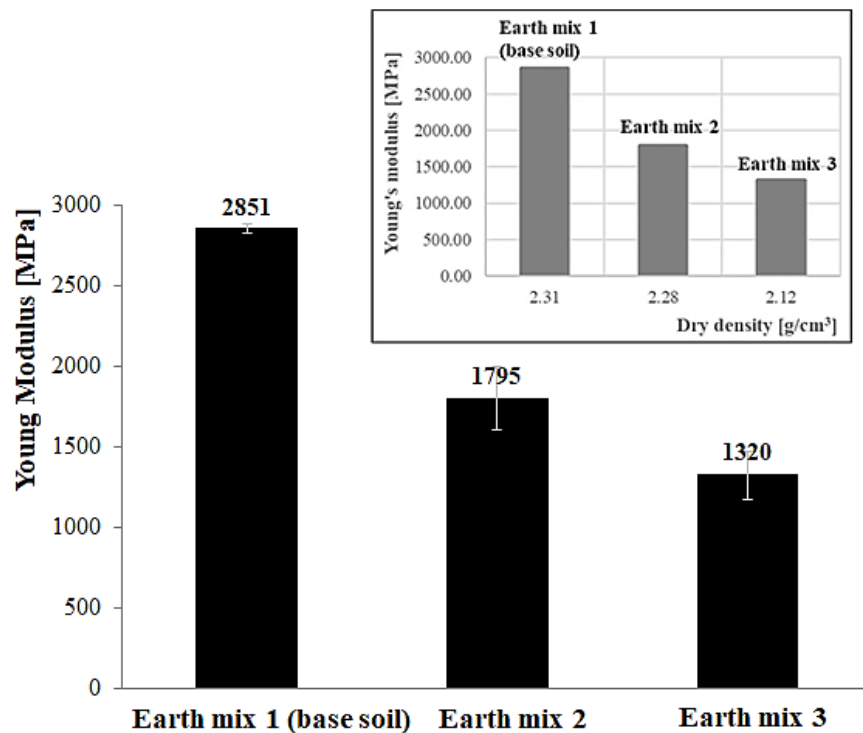 Earth mix 1
(base soil)
Young's modulus [MPa]
3000.00
2500.00
2000.00
1500.00
1000.00
500.00
0.00
Earth mix 2
Earth mix 3
2.31
2.28
2.12
Dry density [g/cm³]
Young Modulus [MPa]
3000
2500
2000
1500
1000
500
0
2851
1795
1320
Earth mix 1 (base soil)
Earth mix 2
Earth mix 3